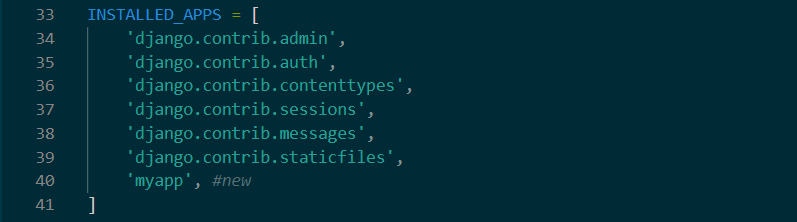 33 INSTALLED_APPS = [
34     'django.contrib.admin',
35     'django.contrib.auth',
36     'django.contrib.contenttypes',
37     'django.contrib.sessions',
38     'django.contrib.messages',
39     'django.contrib.staticfiles',
40     'myapp', #new
41 ]